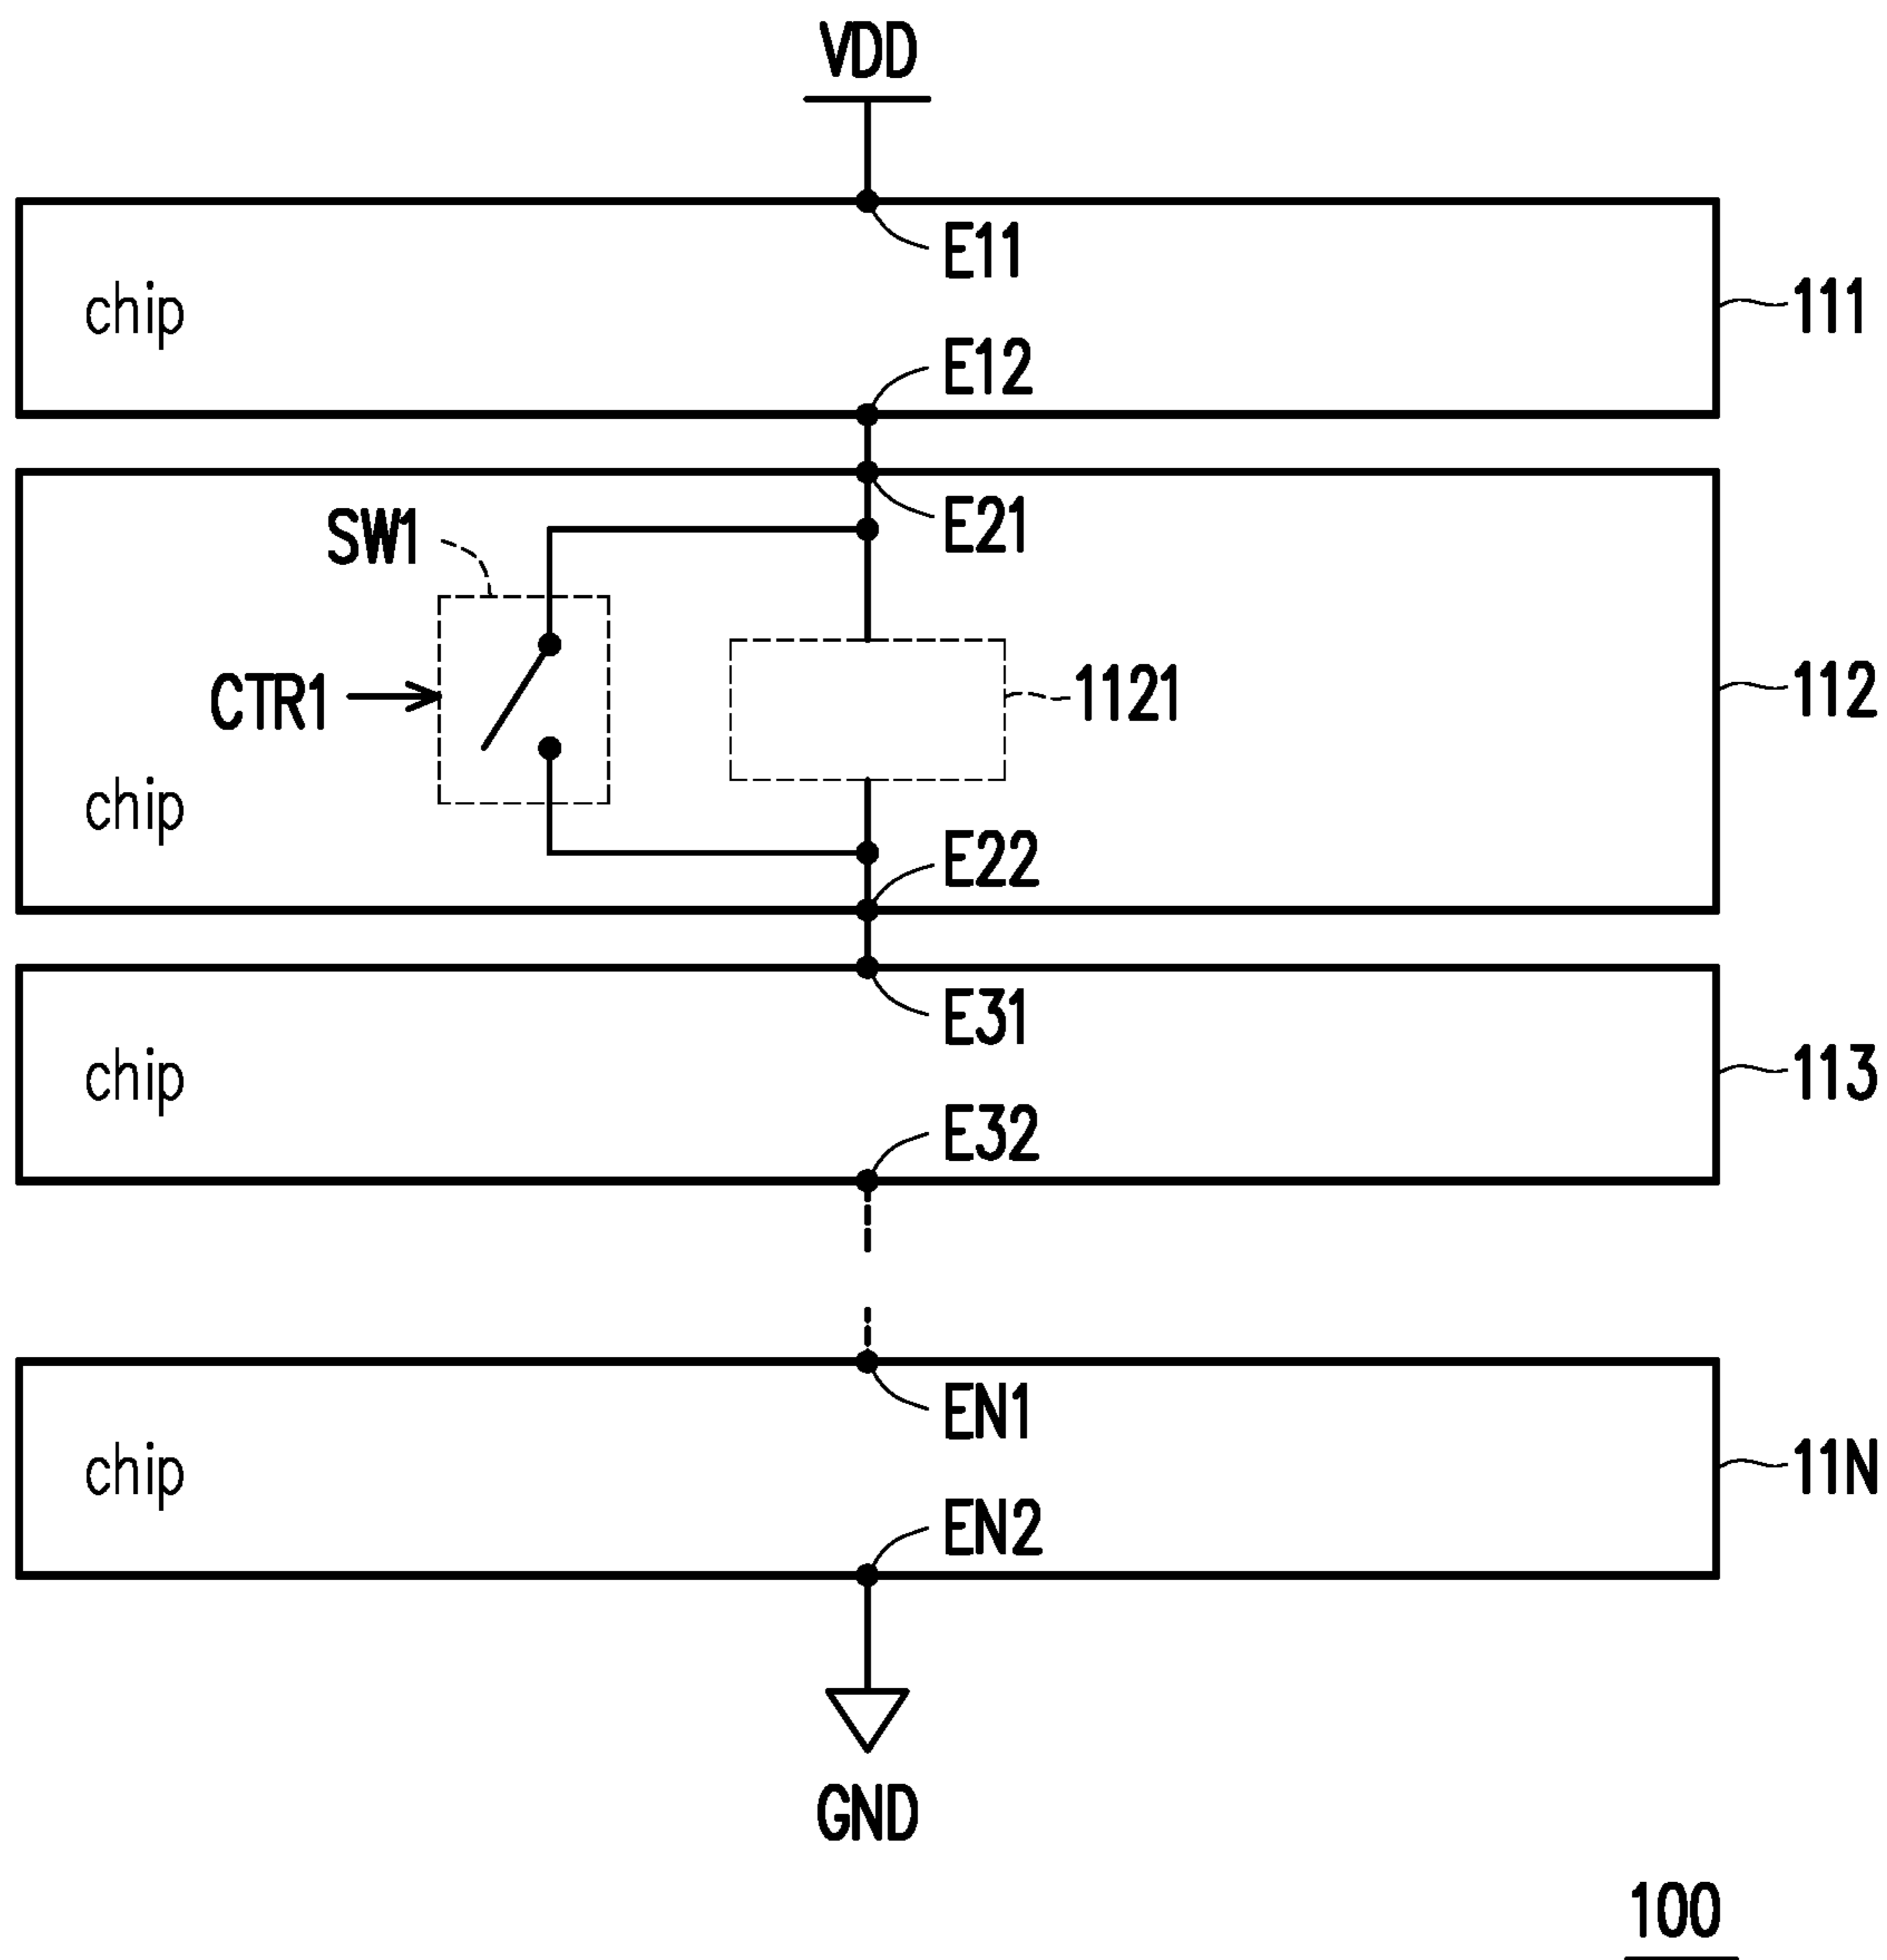 VDD
E11
chip
111
E12
E21
SW1
CTR1
1121
112
chip
E22
E31
chip
113
E32
EN1
chip
11N
EN2
GND
100